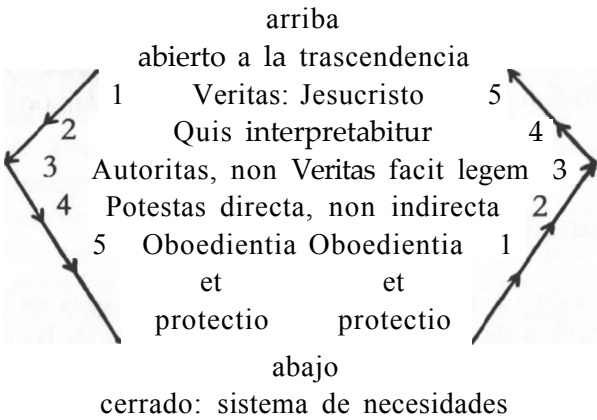 arriba
abierto a la trascendencia
1 Veritas: Jesucristo 5
2 Quis interpretabitur 4
3 Autoritas, non Veritas facit legem 3
4 Potestas directa, non indirecta 2
5 Oboedientia Oboedientia 1
et et
protectio protectio
abajo
cerrado: sistema de necesidades